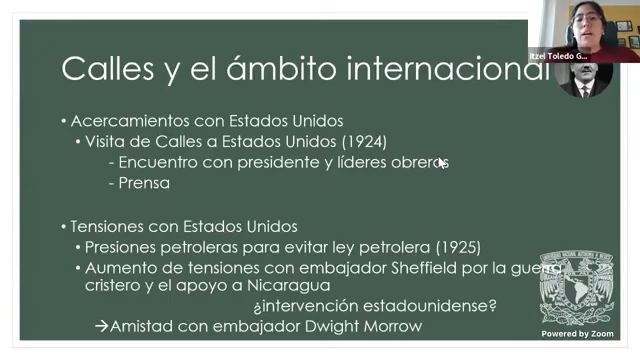 Itzel Toledo G...
Calles y el ámbito internacional
• Acercamientos con Estados Unidos
• Visita de Calles a Estados Unidos (1924)
- Encuentro con presidente y líderes obreros
- Prensa
• Tensiones con Estados Unidos
• Presiones petroleras para evitar ley petrolera (1925)
• Aumento de tensiones con embajador Sheffield por la guerra
cristero y el apoyo a Nicaragua
¿intervención estadounidense?
→Amistad con embajador Dwight Morrow
Powered by Zoom